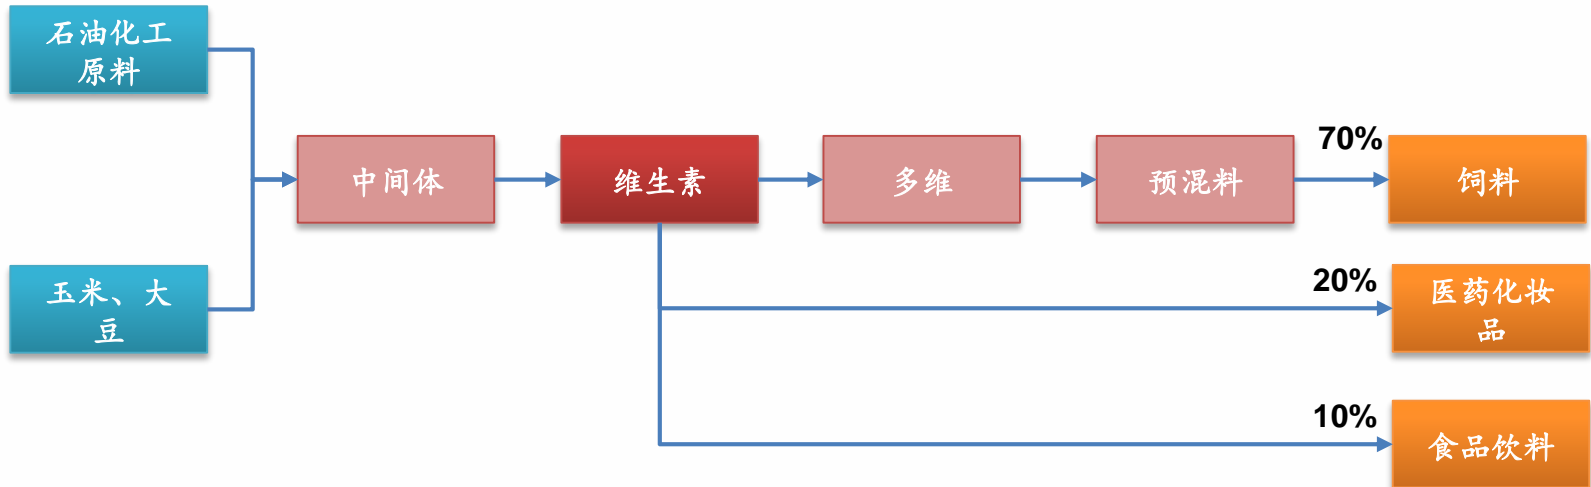 石油化工
原料
中间体
维生素
多维
预混料
70%
饲料
玉米、大
豆
20%
医药化妆
品
10%
食品饮料